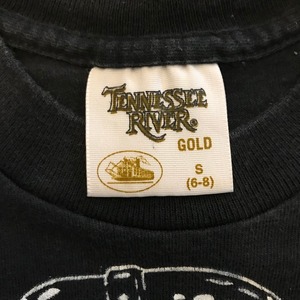 TENNESSEE
RIVER®
GOLD
S
(6-8)